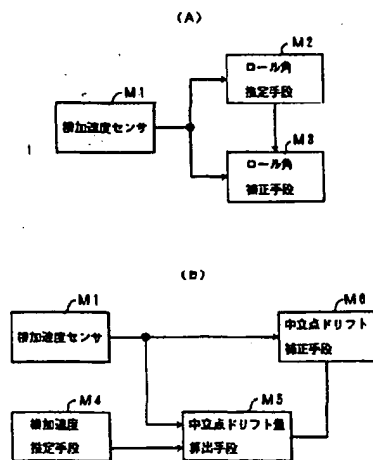 (A)
M1
横加速度センサ
M2
ロール角
推定手段
M3
ロール角
補正手段
1
(B)
M1
横加速度センサ
M6
中立点ドリフト
補正手段
M4
横加速度
推定手段
M5
中立点ドリフト量
算出手段